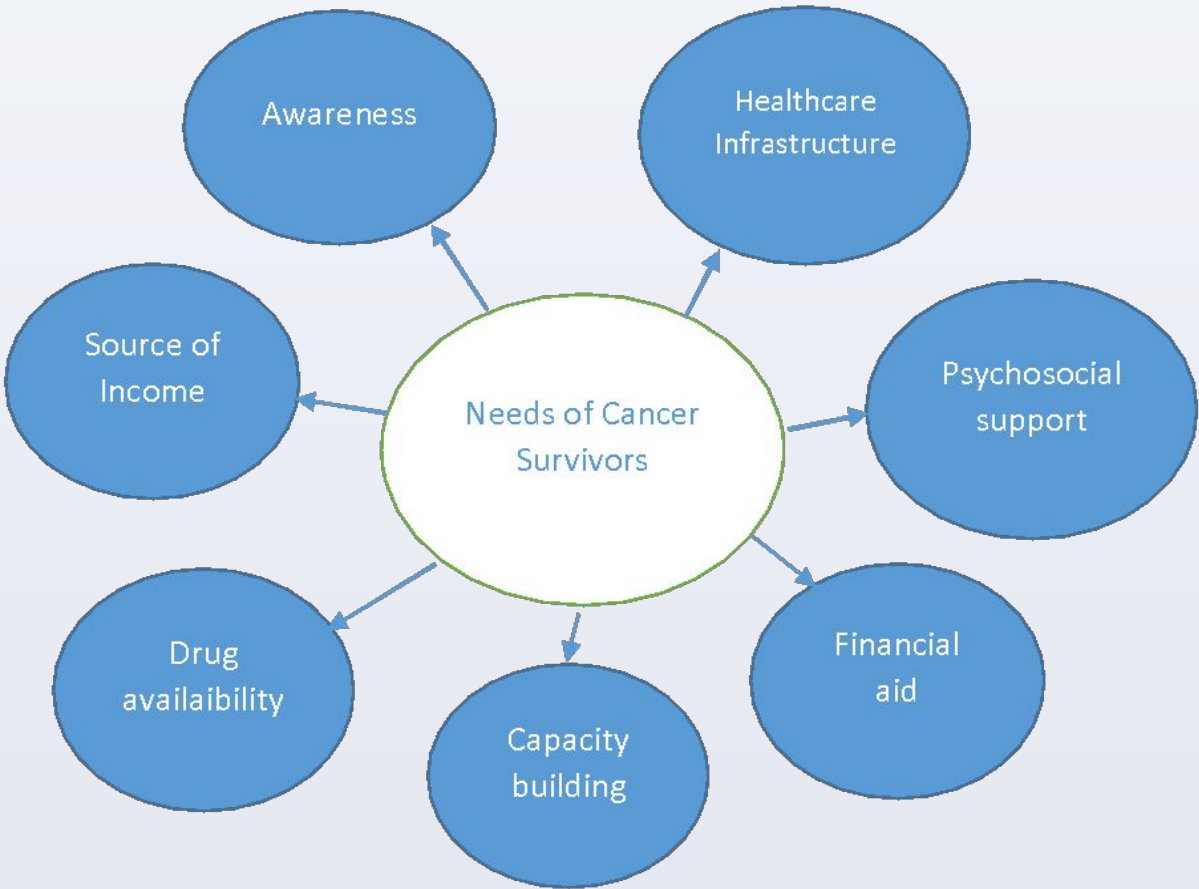 Awareness
Healthcare
Infrastructure
Source of
Income
Needs of Cancer
Survivors
Psychosocial
support
Drug
availaibility
Capacity
building
Financial
aid